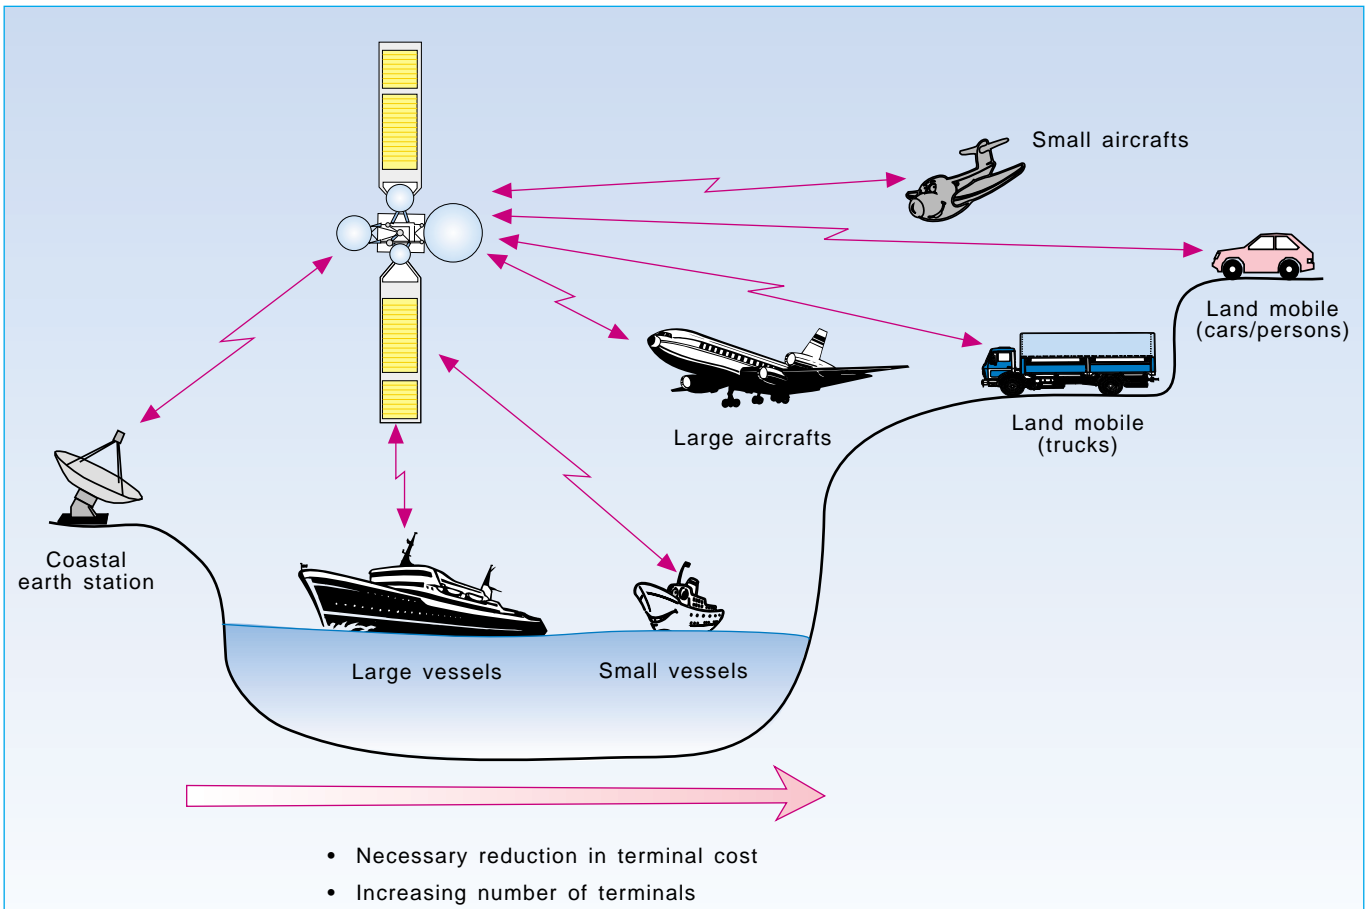 Small aircrafts
Land mobile
(cars/persons)
Large aircrafts
Land mobile
(trucks)
Coastal
earth station
Large vessels
Small vessels
• Necessary reduction in terminal cost
• Increasing number of terminals